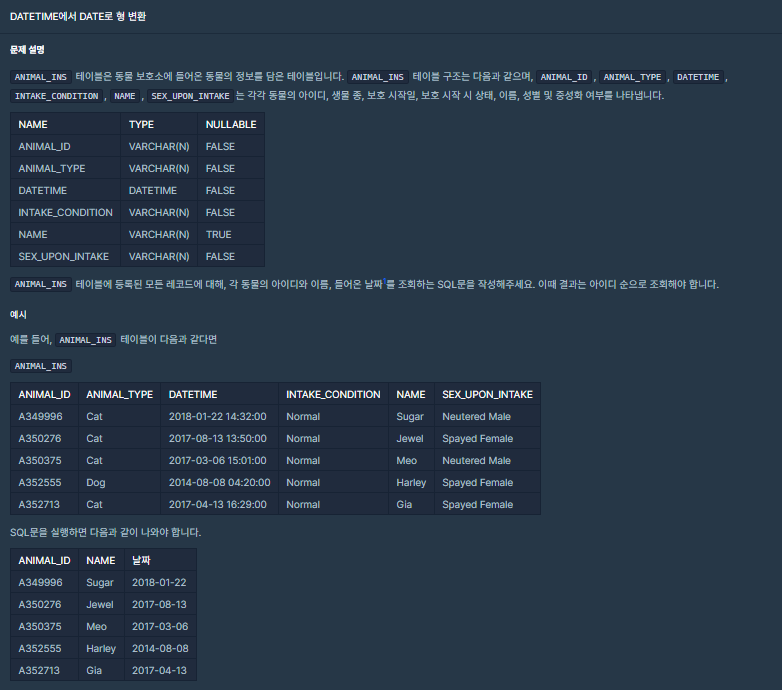 DATETIME에서 DATE로 형 변환
문제 설명
ANIMAL_INS 테이블은 동물 보호소에 들어온 동물의 정보를 담은 테이블입니다. ANIMAL_INS 테이블 구조는 다음과 같으며, ANIMAL_ID , ANIMAL_TYPE , DATETIME ,
INTAKE_CONDITION , NAME , SEX_UPON_INTAKE 는 각각 동물의 아이디, 생물 종, 보호 시작일, 보호 시작 시 상태, 이름, 성별 및 중성화 여부를 나타냅니다.
NAME TYPE NULLABLE
ANIMAL_ID VARCHAR(N) FALSE
ANIMAL_TYPE VARCHAR(N) FALSE
DATETIME DATETIME FALSE
INTAKE_CONDITION VARCHAR(N) FALSE
NAME VARCHAR(N) TRUE
SEX_UPON_INTAKE VARCHAR(N) FALSE
ANIMAL_INS 테이블에 등록된 모든 레코드에 대해, 각 동물의 아이디와 이름, 들어온 날짜를 조회하는 SQL문을 작성해주세요. 이때 결과는 아이디 순으로 조회해야 합니다.
예시
예를 들어, ANIMAL_INS 테이블이 다음과 같다면
ANIMAL_INS
ANIMAL_ID ANIMAL_TYPE DATETIME INTAKE_CONDITION NAME SEX_UPON_INTAKE
A349996 Cat 2018-01-22 14:32:00 Normal Sugar Neutered Male
A350276 Cat 2017-08-13 13:50:00 Normal Jewel Spayed Female
A350375 Cat 2017-03-06 15:01:00 Normal Meo Neutered Male
A352555 Dog 2014-08-08 04:20:00 Normal Harley Spayed Female
A352713 Cat 2017-04-13 16:29:00 Normal Gia Spayed Female
SQL문을 실행하면 다음과 같이 나와야 합니다.
ANIMAL_ID NAME 날짜
A349996 Sugar 2018-01-22
A350276 Jewel 2017-08-13
A350375 Meo 2017-03-06
A352555 Harley 2014-08-08
A352713 Gia 2017-04-13